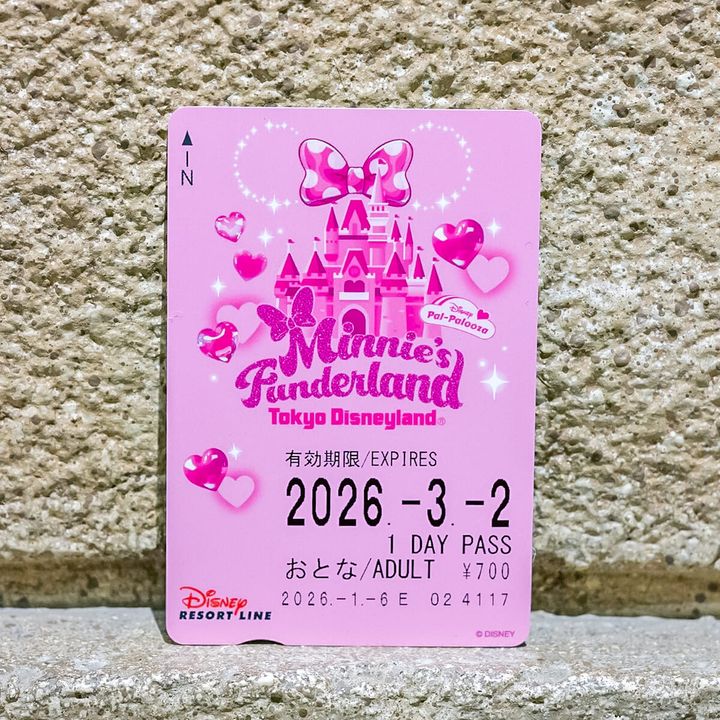 IN
Disney
Pal-Palooza
Minnie's
Funderland
Tokyo Disneyland®
有効期限/EXPIRES
2026.-3.-2
1 DAY PASS
おとな/ADULT ¥700
2026.-1.-6 E 02 4117
Disney
RESORT LINE
© DISNEY